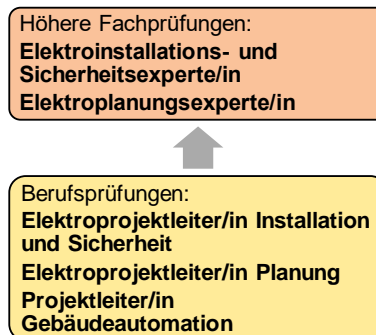 Höhere Fachprüfungen:
Elektroinstallations- und
Sicherheitsexperte/in
Elektroplanungsexperte/in
Berufsprüfungen:
Elektroprojektleiter/in Installation
und Sicherheit
Elektroprojektleiter/in Planung
Projektleiter/in
Gebäudeautomation